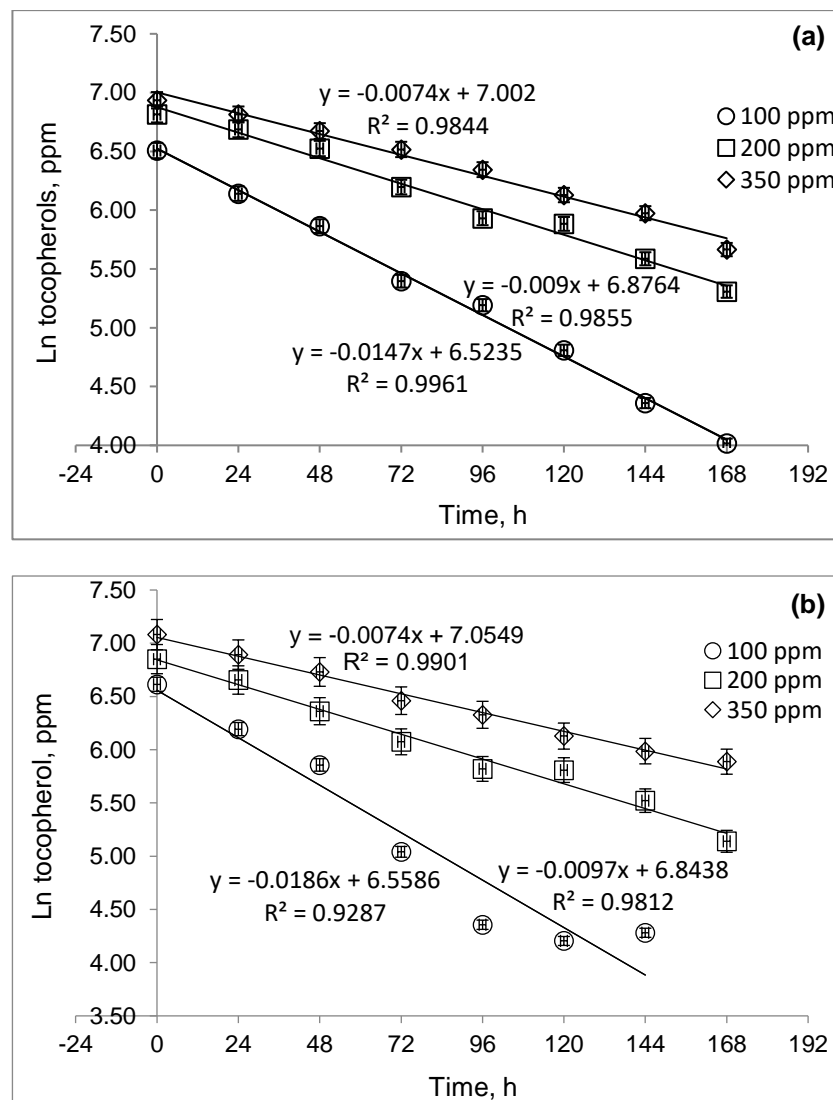 (a)
7.50
7.00
6.50
6.00
5.50
5.00
4.50
4.00
Ln tocopherols, ppm
y = -0.0074x + 7.002
R² = 0.9844
100 ppm
200 ppm
350 ppm
y = -0.009x + 6.8764
R² = 0.9855
y = -0.0147x + 6.5235
R² = 0.9961
-24 0 24 48 72 96 120 144 168 192
Time, h
(b)
7.50
7.00
6.50
6.00
5.50
5.00
4.50
4.00
3.50
Ln tocopherol, ppm
y = -0.0074x + 7.0549
R² = 0.9901
100 ppm
200 ppm
350 ppm
y = -0.0186x + 6.5586
R² = 0.9287
y = -0.0097x + 6.8438
R² = 0.9812
-24 0 24 48 72 96 120 144 168 192
Time, h